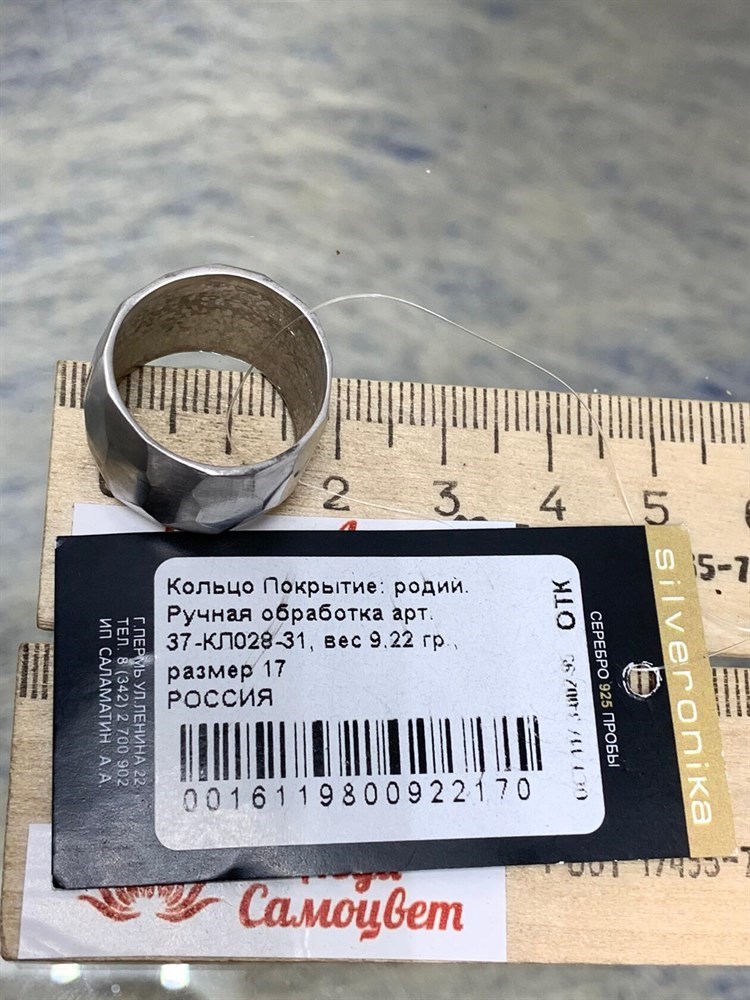 2 3 4 5
Кольцо Покрытие: родий.
Ручная обработка арт.
37-КЛ028-31, вес 9.22 гр.,
размер 17
РОССИЯ
0016119800922170
ОТК
СЕРЕБРО 925 ПРОБЫ
silveronika
Г.ПЕРМЬ УЛ.ЛЕНИНА 22,
ТЕЛ. 8 (342) 2 700 902
ИП САЛАМАТИН А.А.
Самоцвет